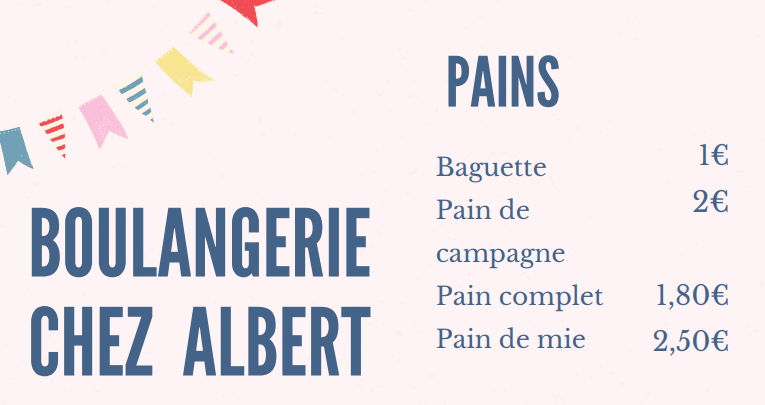 BOULANGERIE
CHEZ ALBERT
PAINS
Baguette 1€
Pain de 2€
campagne
Pain complet 1,80€
Pain de mie 2,50€